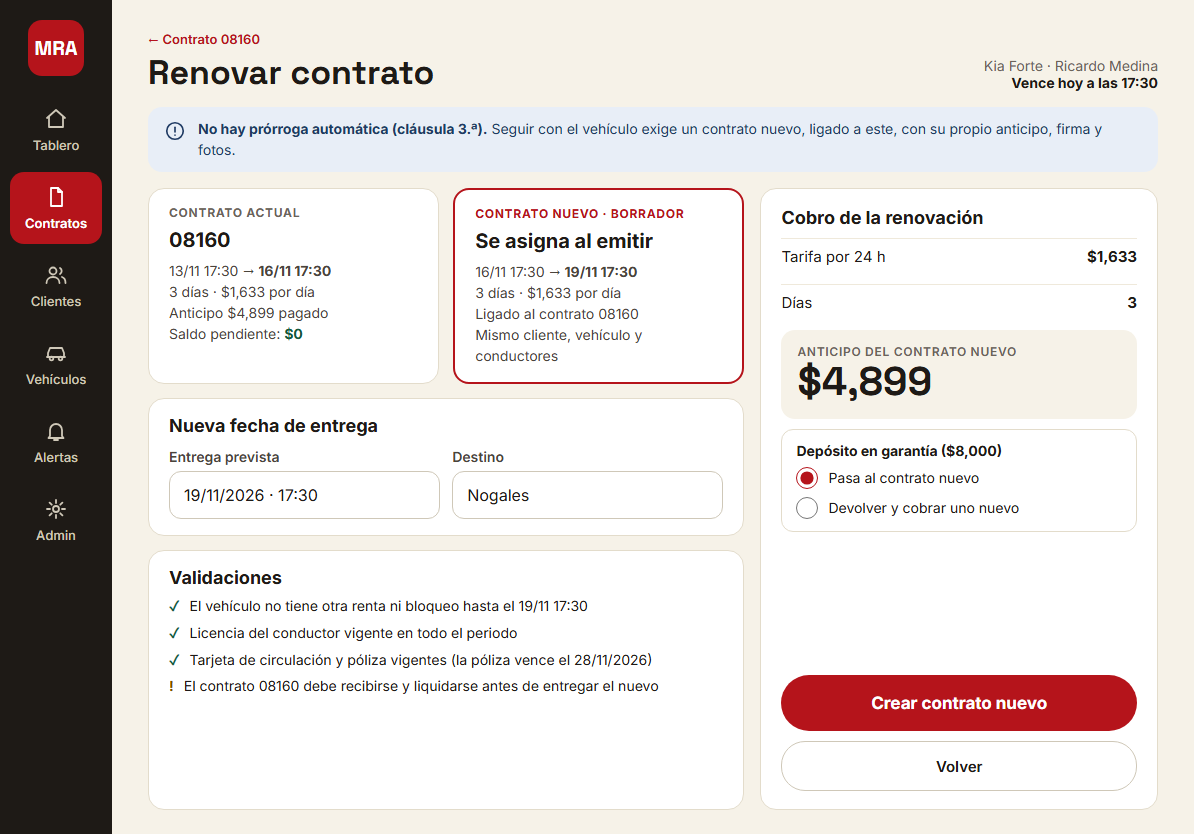 MRA
Tablero
Contratos
Clientes
Vehículos
Alertas
Admin
← Contrato 08160
Renovar contrato
Kia Forte · Ricardo Medina
Vence hoy a las 17:30
No hay prórroga automática (cláusula 3.ª). Seguir con el vehículo exige un contrato nuevo, ligado a este, con su propio anticipo, firma y
fotos.
CONTRATO ACTUAL
08160
13/11 17:30 → 16/11 17:30
3 días · $1,633 por día
Anticipo $4,899 pagado
Saldo pendiente: $0
CONTRATO NUEVO · BORRADOR
Se asigna al emitir
16/11 17:30 → 19/11 17:30
3 días · $1,633 por día
Ligado al contrato 08160
Mismo cliente, vehículo y
conductores
Nueva fecha de entrega
Entrega prevista
19/11/2026 · 17:30
Destino
Nogales
Validaciones
✓ El vehículo no tiene otra renta ni bloqueo hasta el 19/11 17:30
✓ Licencia del conductor vigente en todo el periodo
✓ Tarjeta de circulación y póliza vigentes (la póliza vence el 28/11/2026)
! El contrato 08160 debe recibirse y liquidarse antes de entregar el nuevo
Cobro de la renovación
Tarifa por 24 h $1,633
Días 3
ANTICIPO DEL CONTRATO NUEVO
$4,899
Depósito en garantía ($8,000)
Pasa al contrato nuevo
Devolver y cobrar uno nuevo
Crear contrato nuevo
Volver